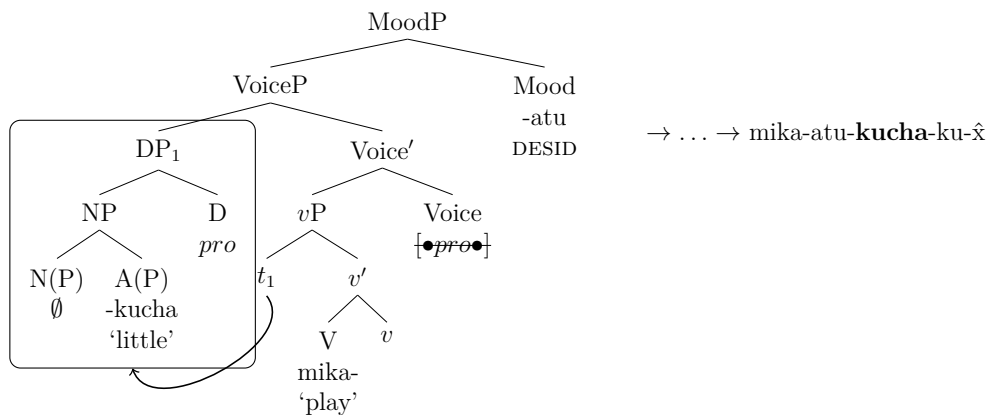 MoodP
VoiceP Mood
-atu
DESID
→ … → mika-atu-kucha-ku-x̂
DP₁ Voice′
NP D vP Voice
pro [●pro●]
N(P) A(P) t₁ v′
∅ -kucha
‘little’
V v
mika-
‘play’